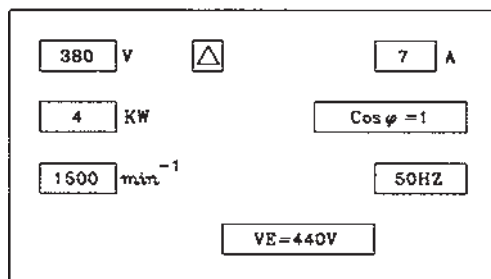 380 V △ 7 A
4 KW Cos φ =1
1500 min⁻¹ 50HZ
VE=440V